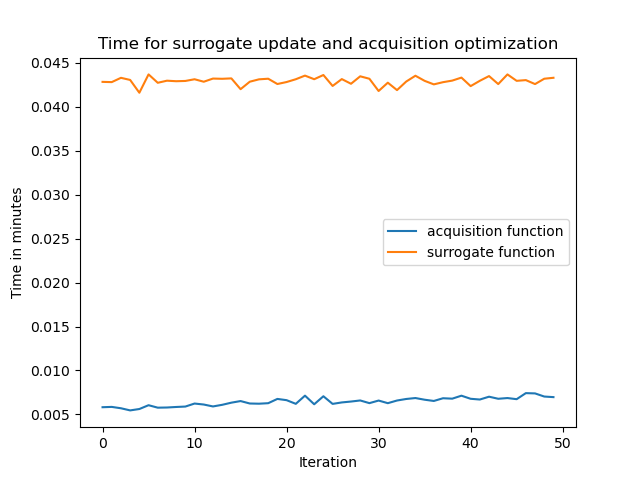 Time for surrogate update and acquisition optimization
0.045
0.040
0.035
0.030
0.025
0.020
0.015
0.010
0.005
Time in minutes
acquisition function
surrogate function
0 10 20 30 40 50
Iteration